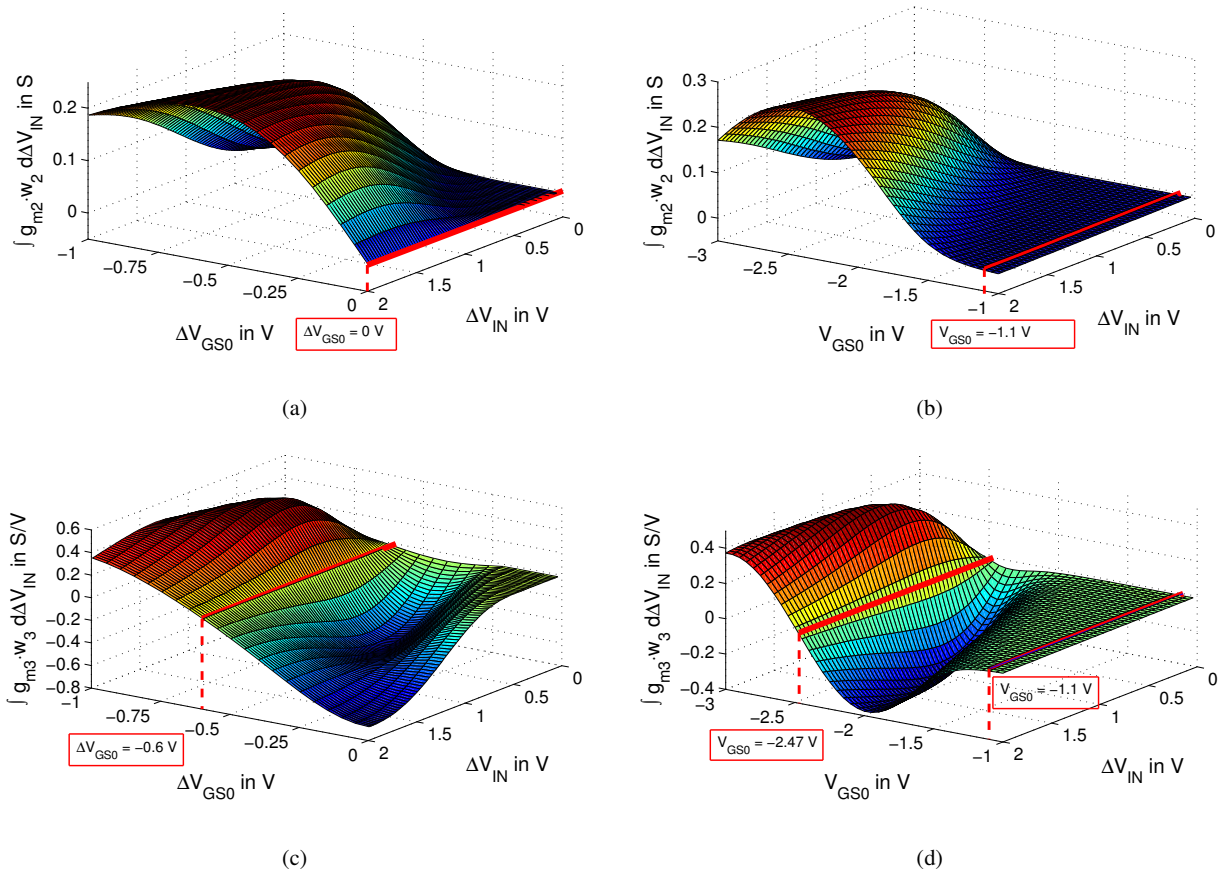 ∫ g_m2·w_2 dΔV_IN in S
0.2
0.1
0
−1
−0.75
−0.5
−0.25
0
2
1.5
1
0.5
0
ΔV_GS0 in V
ΔV_IN in V
ΔV_GS0 = 0 V
(a)
∫ g_m2·w_2 dΔV_IN in S
0.3
0.2
0.1
0
−3
−2.5
−2
−1.5
−1
2
1.5
1
0.5
0
V_GS0 in V
ΔV_IN in V
V_GS0 = −1.1 V
(b)
∫ g_m3·w_3 dΔV_IN in S/V
0.6
0.4
0.2
0
−0.2
−0.4
−0.6
−0.8
−1
−0.75
−0.5
−0.25
0
2
1.5
1
0.5
0
ΔV_GS0 = −0.6 V
ΔV_GS0 in V
ΔV_IN in V
(c)
∫ g_m3·w_3 dΔV_IN in S/V
0.4
0.2
0
−0.2
−0.4
−3
−2.5
−2
−1.5
−1
2
1.5
1
0.5
0
V_GS0 = −1.1 V
V_GS0 = −2.47 V
V_GS0 in V
ΔV_IN in V
(d)